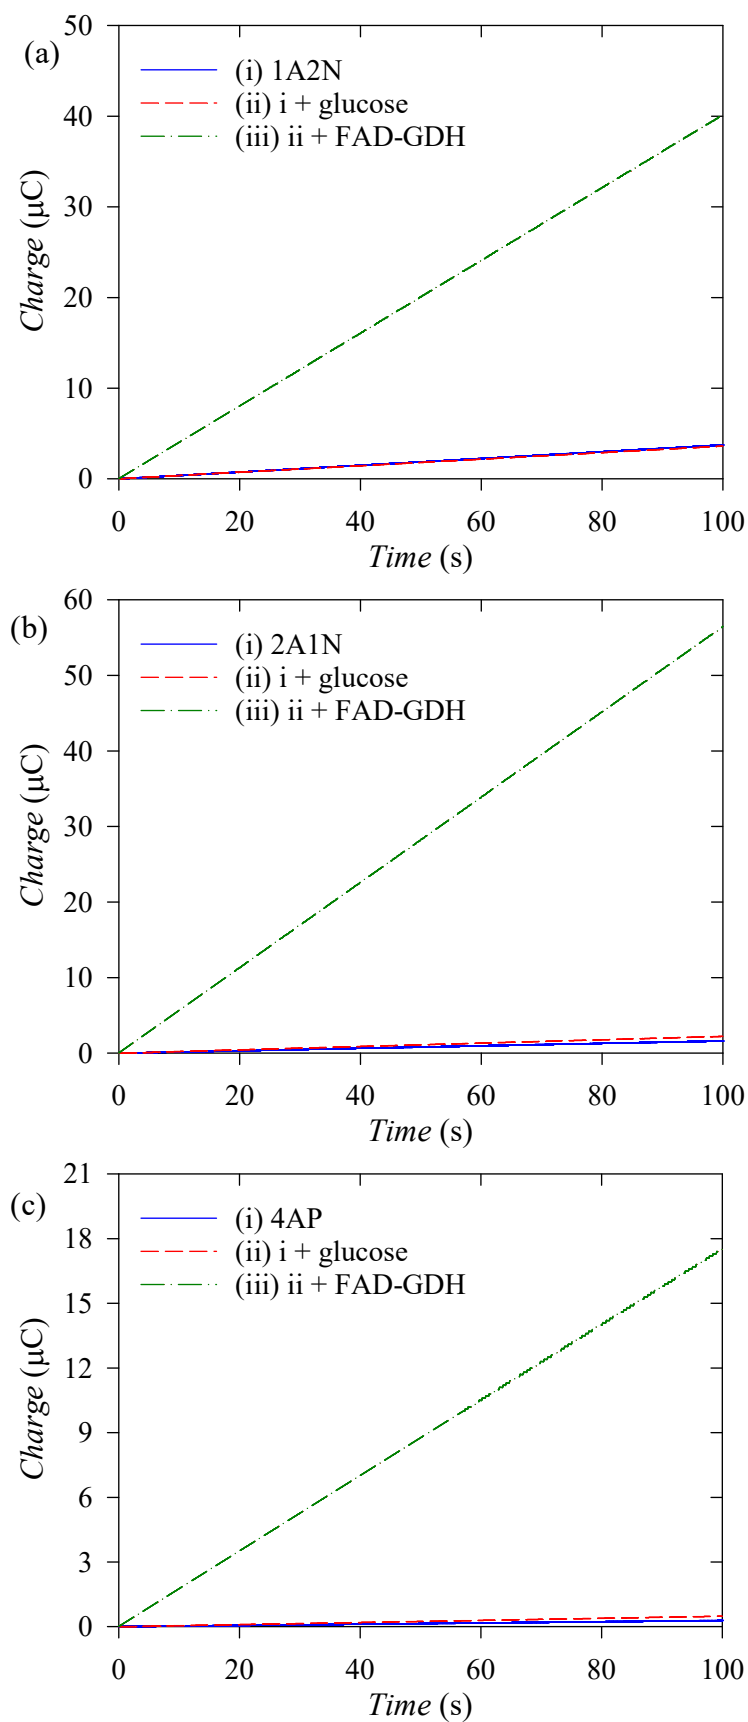 (a)
50
40
30
20
10
0
Charge (μC)
(i) 1A2N
(ii) i + glucose
(iii) ii + FAD-GDH
0 20 40 60 80 100
Time (s)
(b)
60
50
40
30
20
10
0
Charge (μC)
(i) 2A1N
(ii) i + glucose
(iii) ii + FAD-GDH
0 20 40 60 80 100
Time (s)
(c)
21
18
15
12
9
6
3
0
Charge (μC)
(i) 4AP
(ii) i + glucose
(iii) ii + FAD-GDH
0 20 40 60 80 100
Time (s)